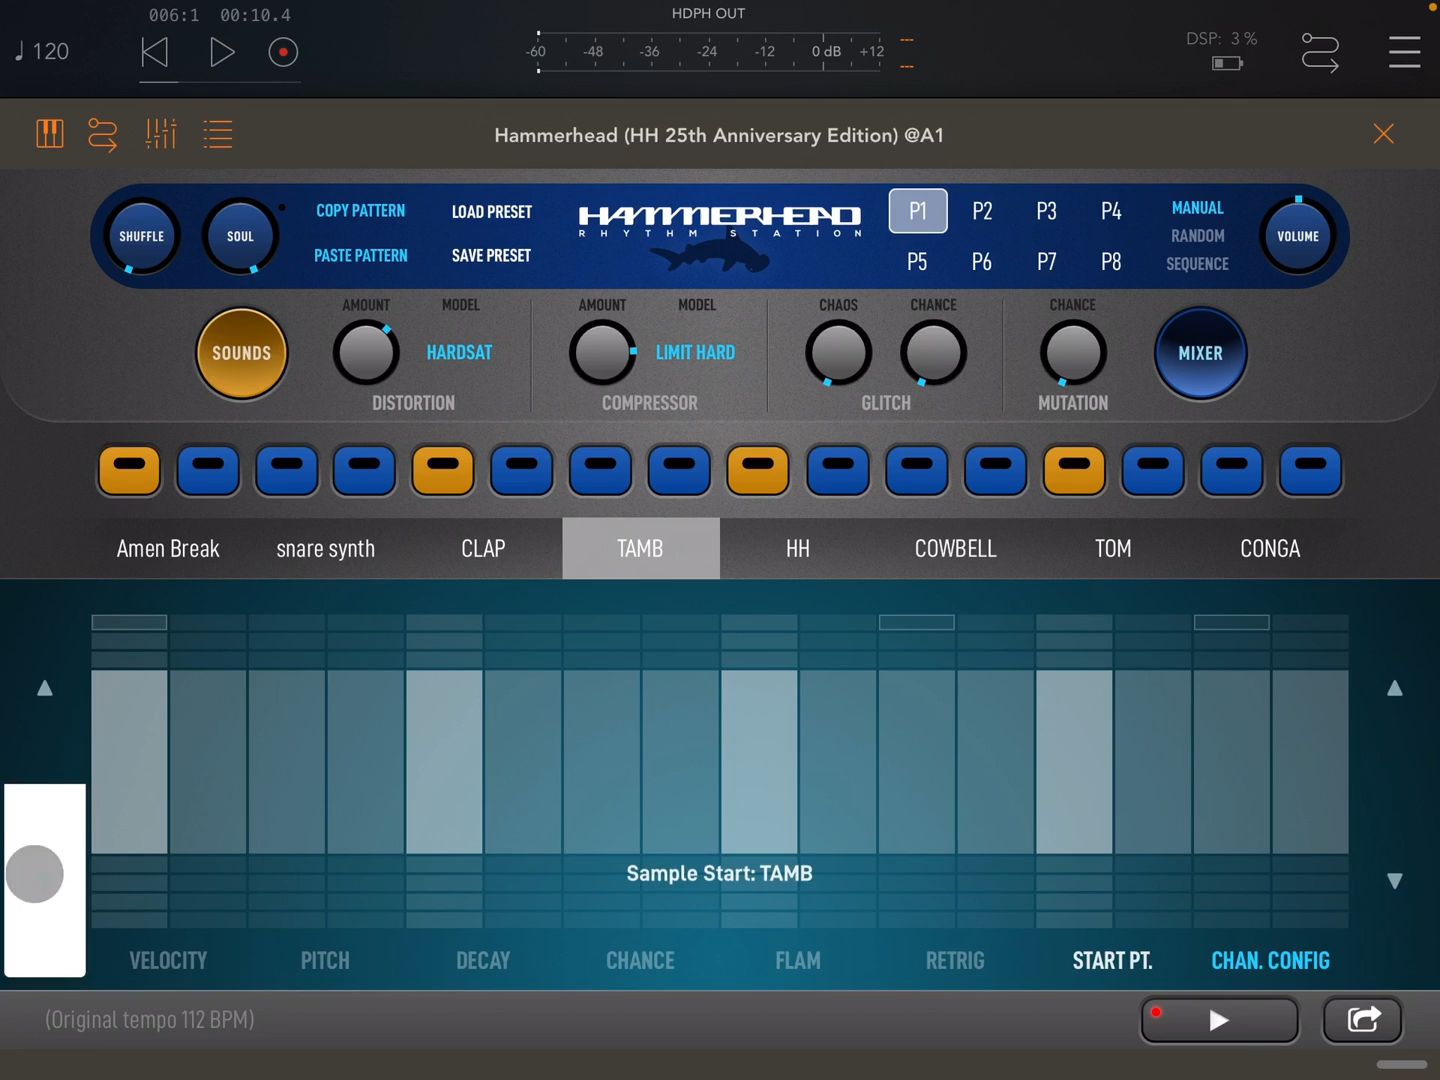 006:1 00:10.4
HDPH OUT
120
-60 -48 -36 -24 -12 0 dB +12
---
---
DSP: 3 %
Hammerhead (HH 25th Anniversary Edition) @A1
SHUFFLE
SOUL
COPY PATTERN
LOAD PRESET
PASTE PATTERN
SAVE PRESET
HAMMERHEAD
RHYTHM STATION
P1 P2 P3 P4
P5 P6 P7 P8
MANUAL
RANDOM
SEQUENCE
VOLUME
SOUNDS
AMOUNT MODEL
HARDSAT
DISTORTION
AMOUNT MODEL
LIMIT HARD
COMPRESSOR
CHAOS CHANCE
GLITCH
CHANCE
MUTATION
MIXER
Amen Break snare synth CLAP TAMB HH COWBELL TOM CONGA
Sample Start: TAMB
VELOCITY PITCH DECAY CHANCE FLAM RETRIG START PT. CHAN. CONFIG
(Original tempo 112 BPM)